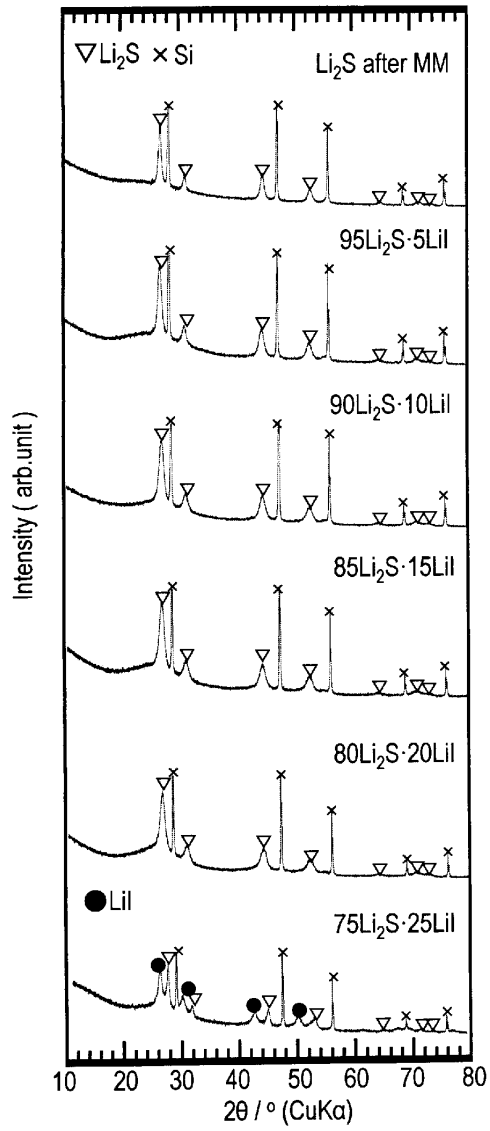 ▽Li₂S × Si
Li₂S after MM
95Li₂S·5LiI
90Li₂S·10LiI
85Li₂S·15LiI
80Li₂S·20LiI
●LiI
75Li₂S·25LiI
Intensity ( arb.unit )
10 20 30 40 50 60 70 80
2θ / ° (CuKα)